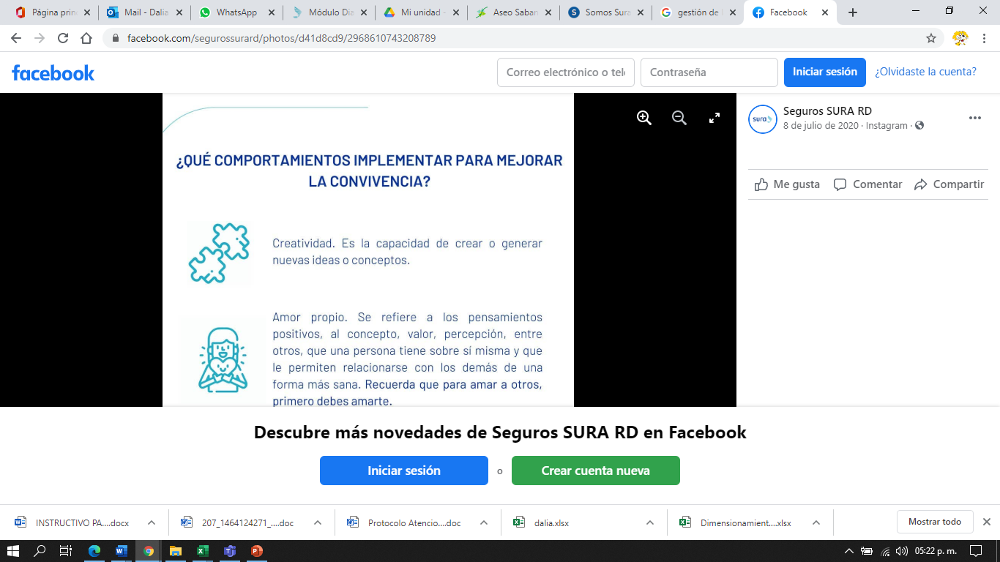 Página prin
Mail - Dalia
WhatsApp
Módulo Dia
Mi unidad -
Aseo Saban
Somos Sura
gestión de
Facebook
facebook.com/segurossurard/photos/d41d8cd9/2968610743208789
facebook
Correo electrónico o telé
Contraseña
Iniciar sesión
¿Olvidaste la cuenta?
¿QUÉ COMPORTAMIENTOS IMPLEMENTAR PARA MEJORAR
LA CONVIVENCIA?
Creatividad. Es la capacidad de crear o generar
nuevas ideas o conceptos.
Amor propio. Se refiere a los pensamientos
positivos, al concepto, valor, percepción, entre
otros, que una persona tiene sobre sí misma y que
le permiten relacionarse con los demás de una
forma más sana. Recuerda que para amar a otros,
primero debes amarte.
sura
Seguros SURA RD
8 de julio de 2020 · Instagram ·
Me gusta
Comentar
Compartir
Descubre más novedades de Seguros SURA RD en Facebook
Iniciar sesión
o
Crear cuenta nueva
INSTRUCTIVO PA....docx
207_1464124271_....doc
Protocolo Atencio....doc
dalia.xlsx
Dimensionamient....xlsx
Mostrar todo
05:22 p. m.